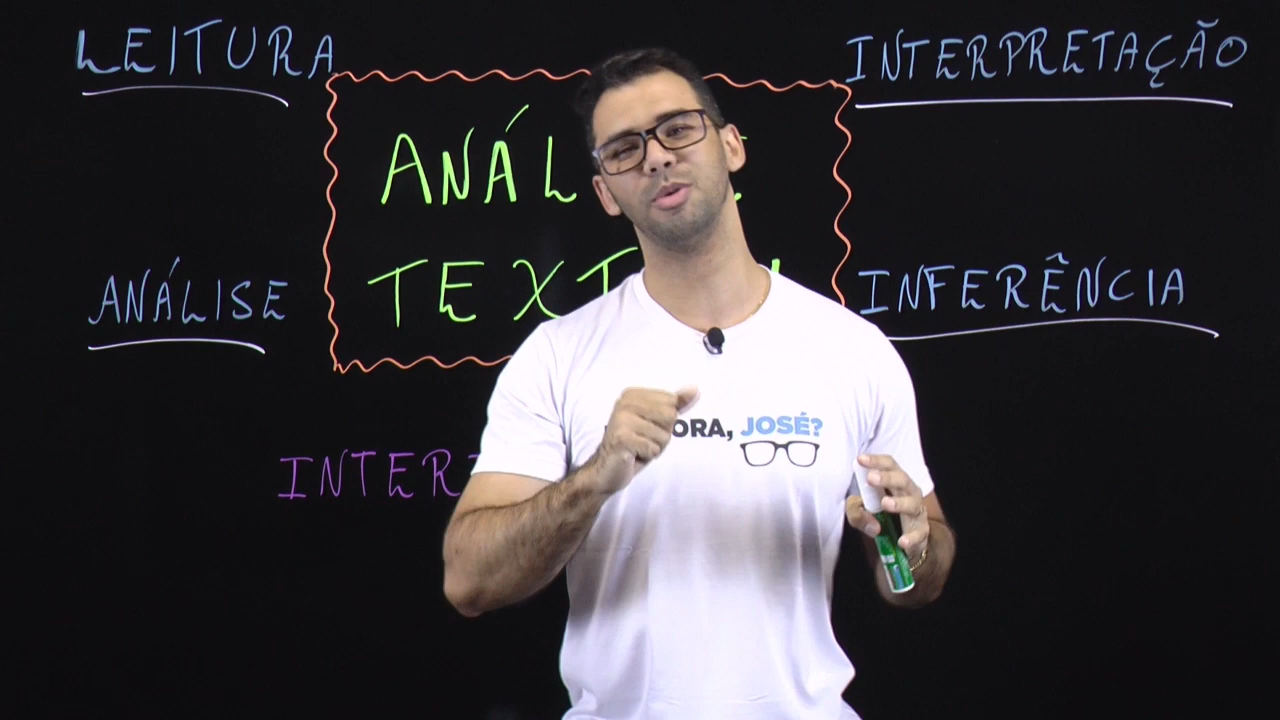 LEITURA
INTERPRETAÇÃO
ANÁL
TEXT
ANÁLISE
INFERÊNCIA
ORA, JOSÉ?
INTER